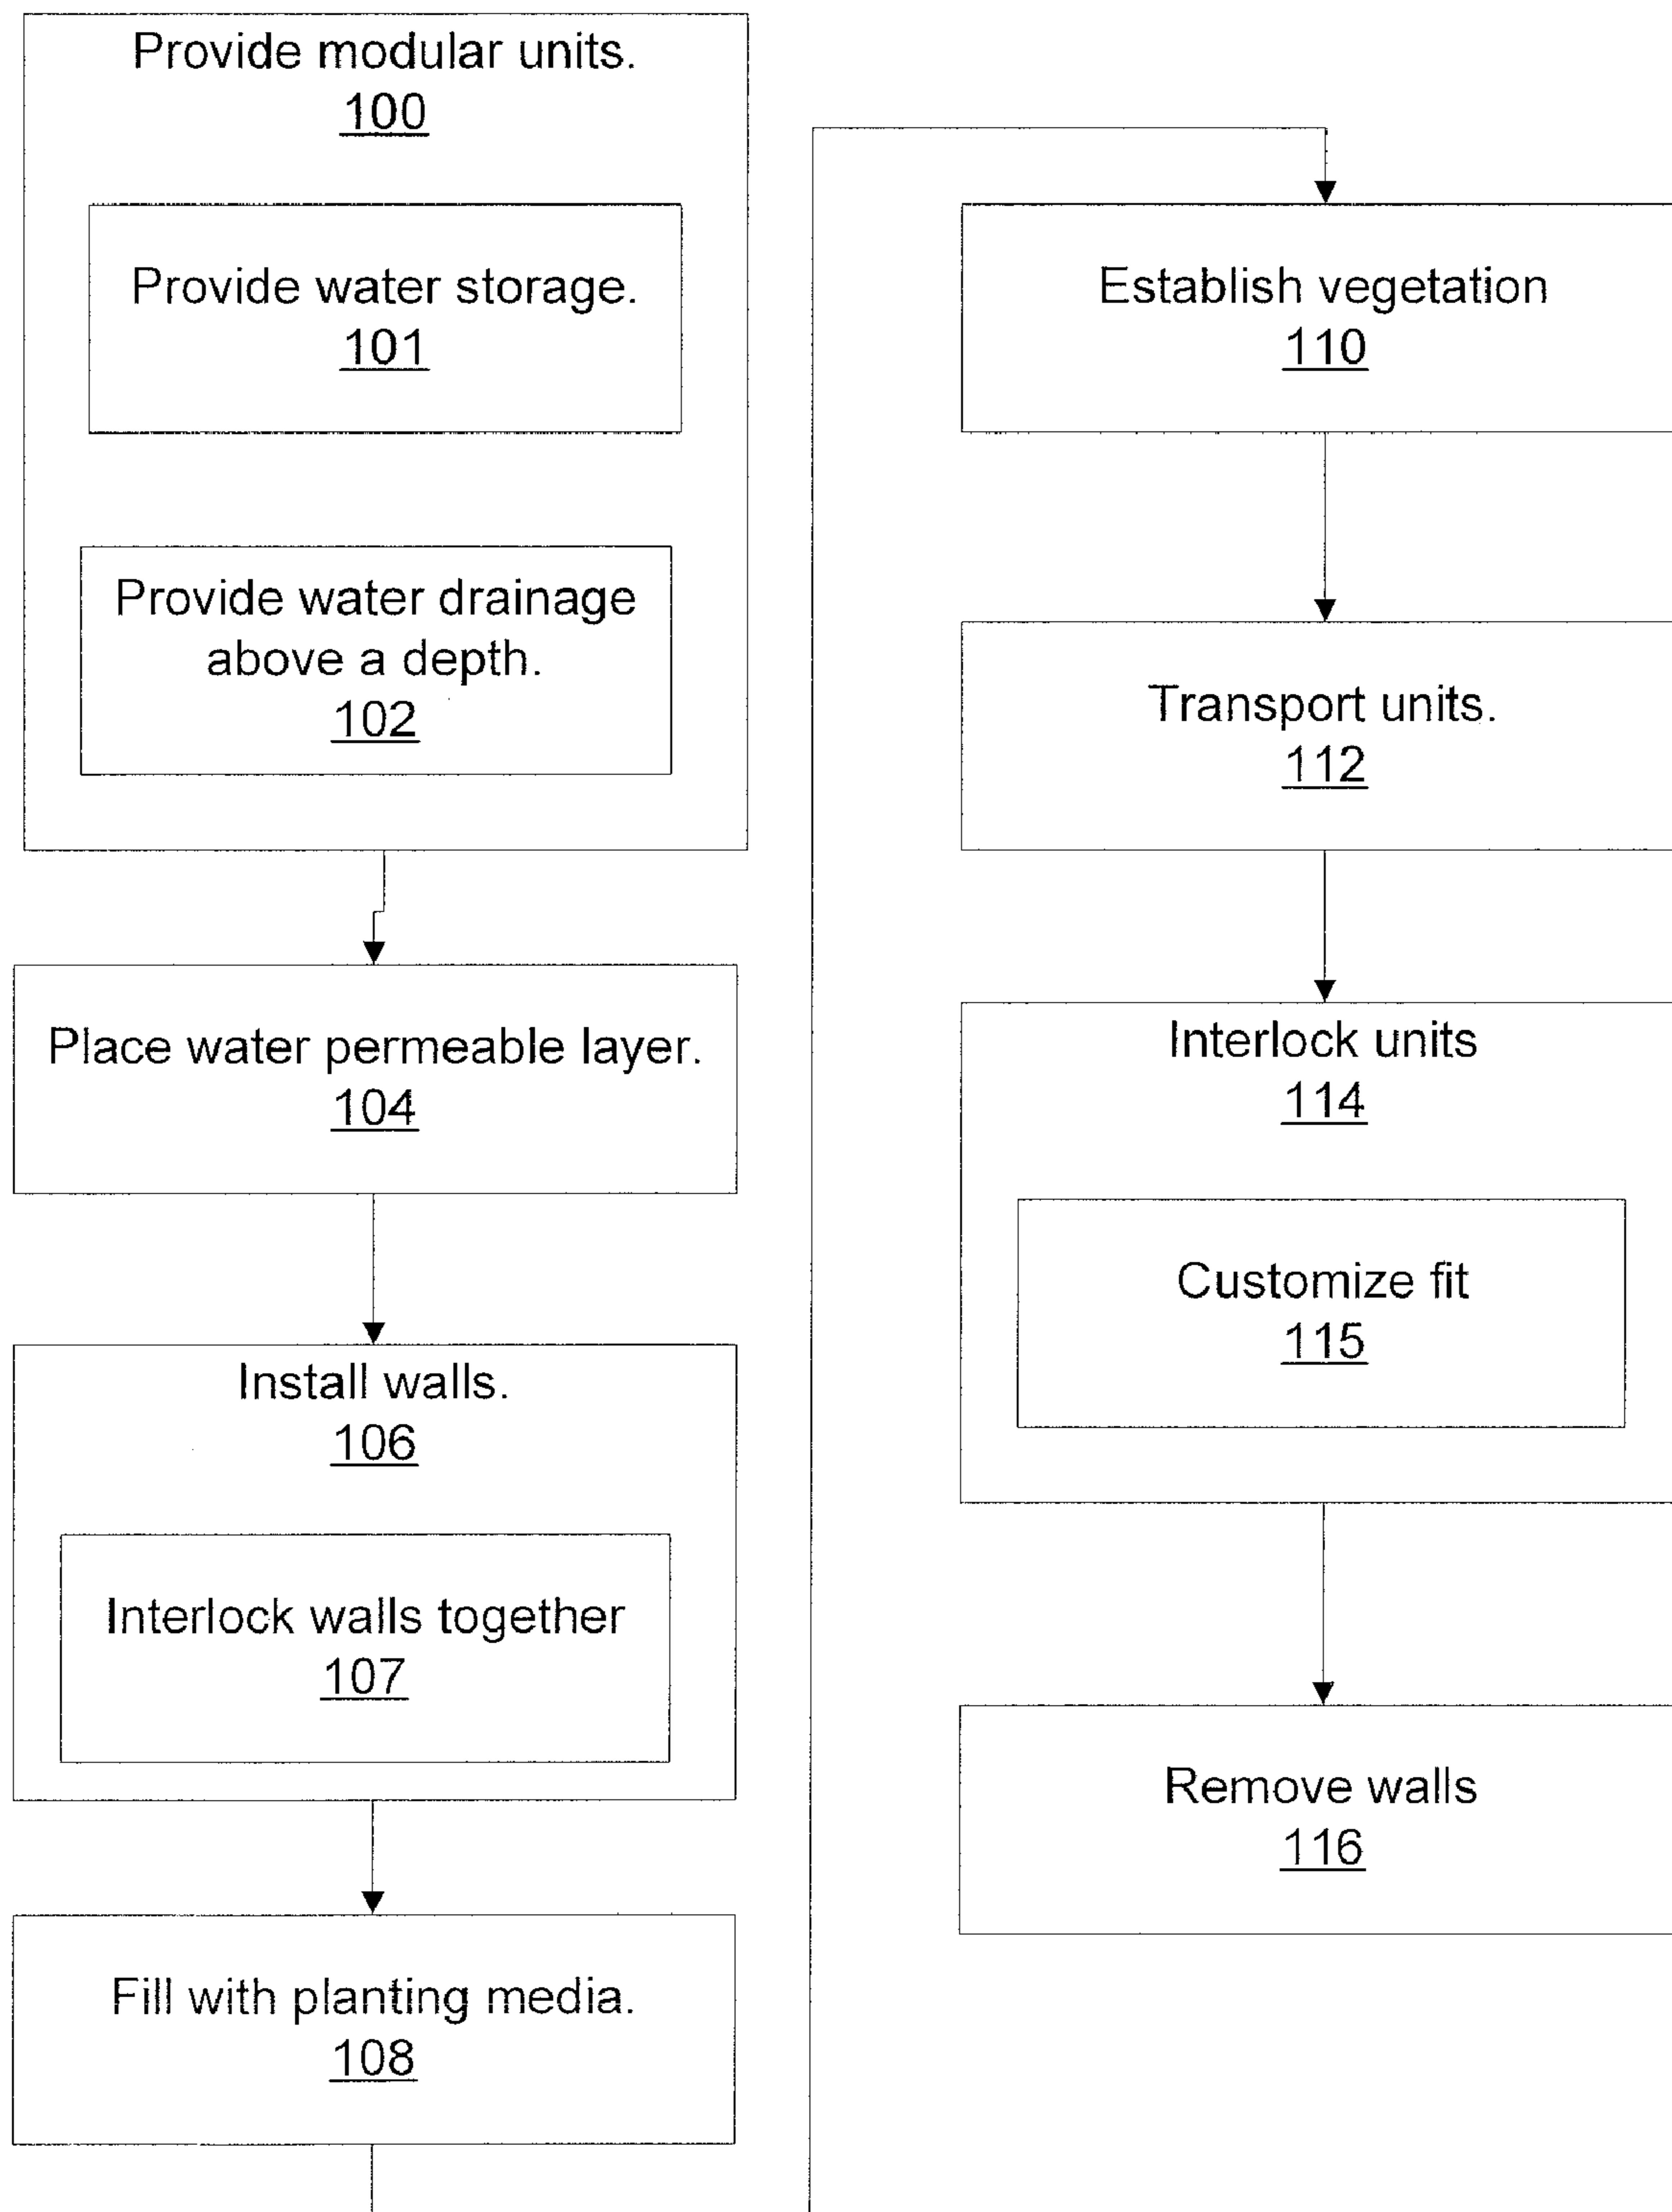 Provide modular units.
100
Provide water storage.
101
Provide water drainage
above a depth.
102
Place water permeable layer.
104
Install walls.
106
Interlock walls together
107
Fill with planting media.
108
Establish vegetation
110
Transport units.
112
Interlock units
114
Customize fit
115
Remove walls
116